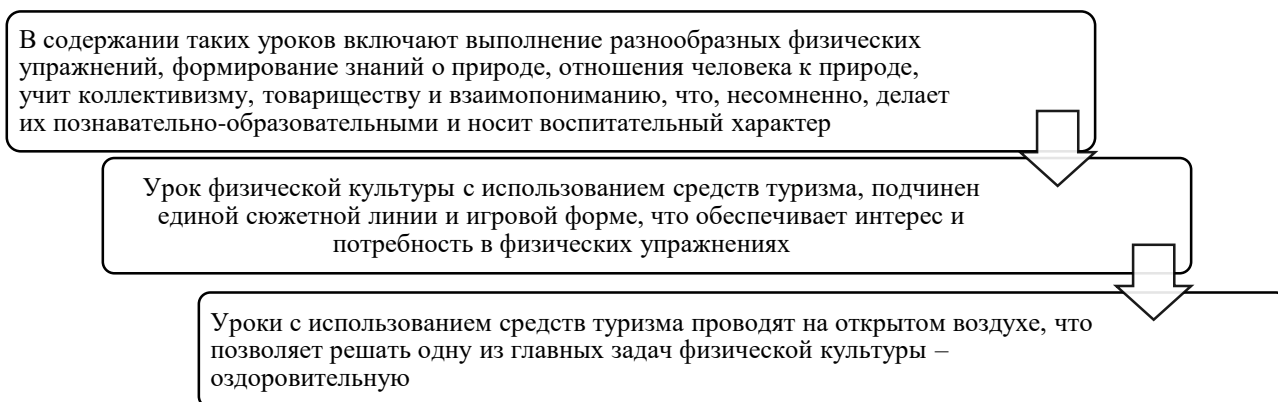 В содержании таких уроков включают выполнение разнообразных физических
упражнений, формирование знаний о природе, отношения человека к природе,
учит коллективизму, товариществу и взаимопониманию, что, несомненно, делает
их познавательно-образовательными и носит воспитательный характер
Урок физической культуры с использованием средств туризма, подчинен
единой сюжетной линии и игровой форме, что обеспечивает интерес и
потребность в физических упражнениях
Уроки с использованием средств туризма проводят на открытом воздухе, что
позволяет решать одну из главных задач физической культуры –
оздоровительную